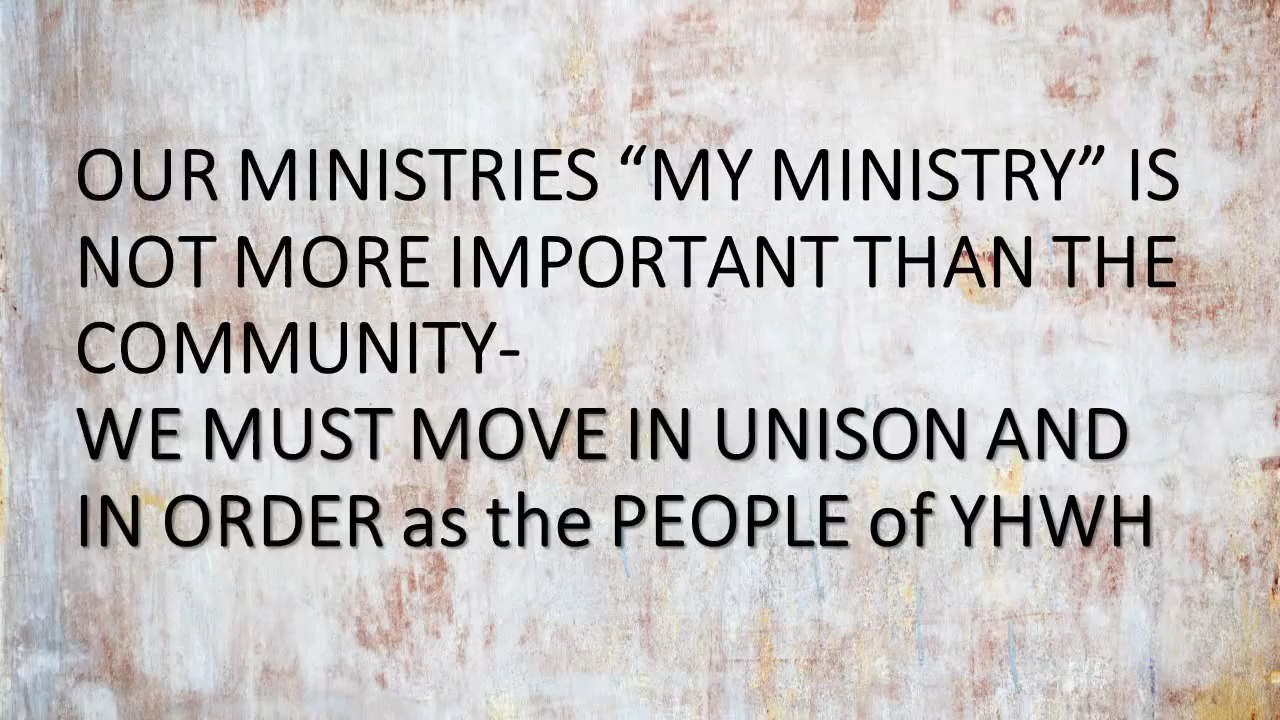 OUR MINISTRIES “MY MINISTRY” IS
NOT MORE IMPORTANT THAN THE
COMMUNITY-
WE MUST MOVE IN UNISON AND
IN ORDER as the PEOPLE of YHWH